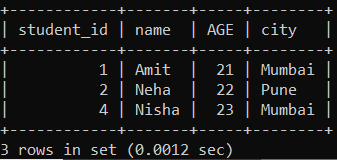 +------------+-------+-----+--------+
| student_id | name  | AGE | city   |
+------------+-------+-----+--------+
|          1 | Amit  |  21 | Mumbai |
|          2 | Neha  |  22 | Pune   |
|          4 | Nisha |  23 | Mumbai |
+------------+-------+-----+--------+
3 rows in set (0.0012 sec)